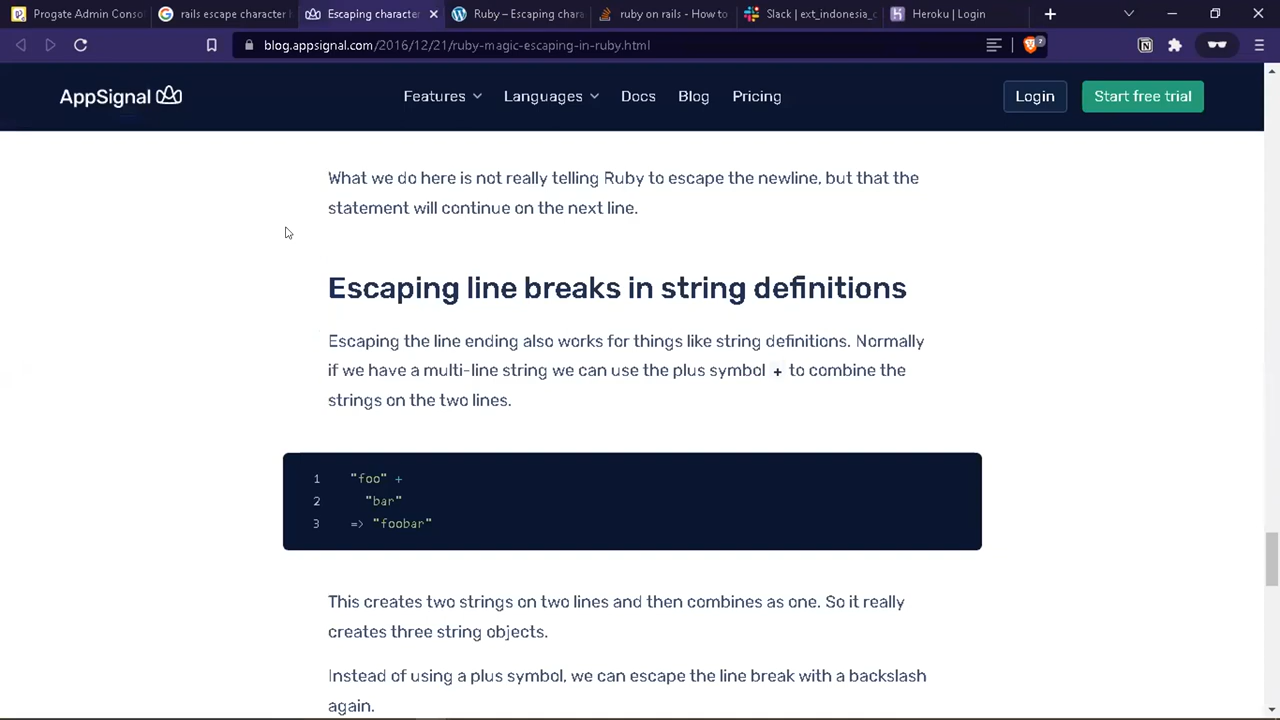 Progate Admin Conso
rails escape character
Escaping character
Ruby – Escaping chara
ruby on rails - How to
Slack | ext_indonesia_c
Heroku | Login
blog.appsignal.com/2016/12/21/ruby-magic-escaping-in-ruby.html
AppSignal
Features
Languages
Docs
Blog
Pricing
Login
Start free trial
What we do here is not really telling Ruby to escape the newline, but that the
statement will continue on the next line.
Escaping line breaks in string definitions
Escaping the line ending also works for things like string definitions. Normally
if we have a multi-line string we can use the plus symbol + to combine the
strings on the two lines.
1 "foo" +
2 "bar"
3 => "foobar"
This creates two strings on two lines and then combines as one. So it really
creates three string objects.
Instead of using a plus symbol, we can escape the line break with a backslash
again.